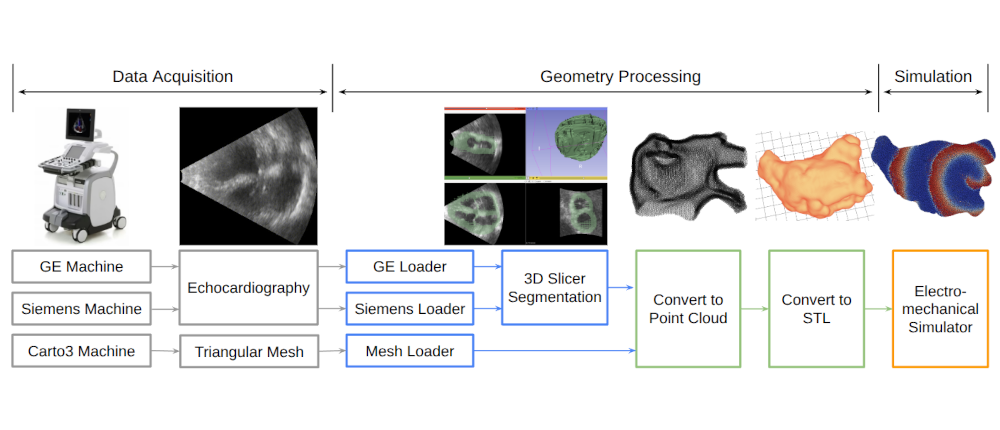 Data Acquisition
Geometry Processing
Simulation
GE Machine
Siemens Machine
Carto3 Machine
Echocardiography
Triangular Mesh
GE Loader
Siemens Loader
Mesh Loader
3D Slicer
Segmentation
Convert to
Point Cloud
Convert to
STL
Electro-
mechanical
Simulator